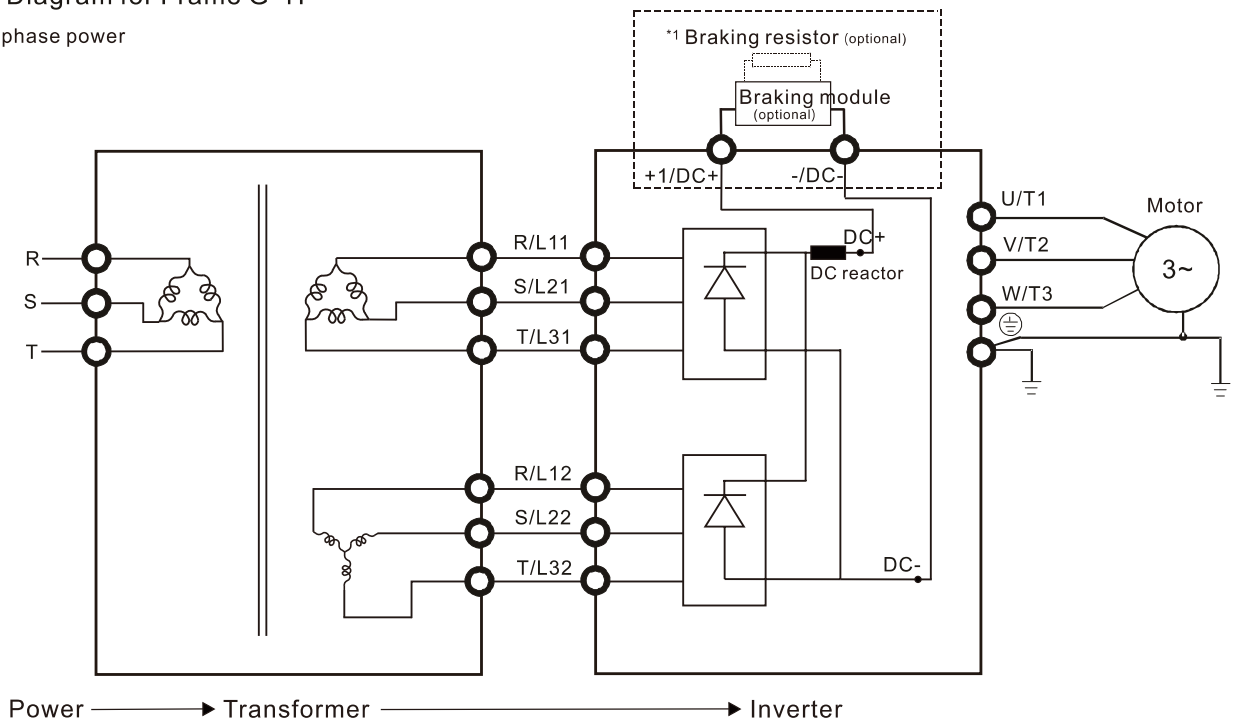 phase power
*1 Braking resistor (optional)
Braking module
(optional)
+1/DC+
-/DC-
U/T1
Motor
R/L11
DC+
V/T2
R
3~
S/L21
DC reactor
S
W/T3
T/L31
T
R/L12
S/L22
T/L32
DC-
Power
Transformer
Inverter